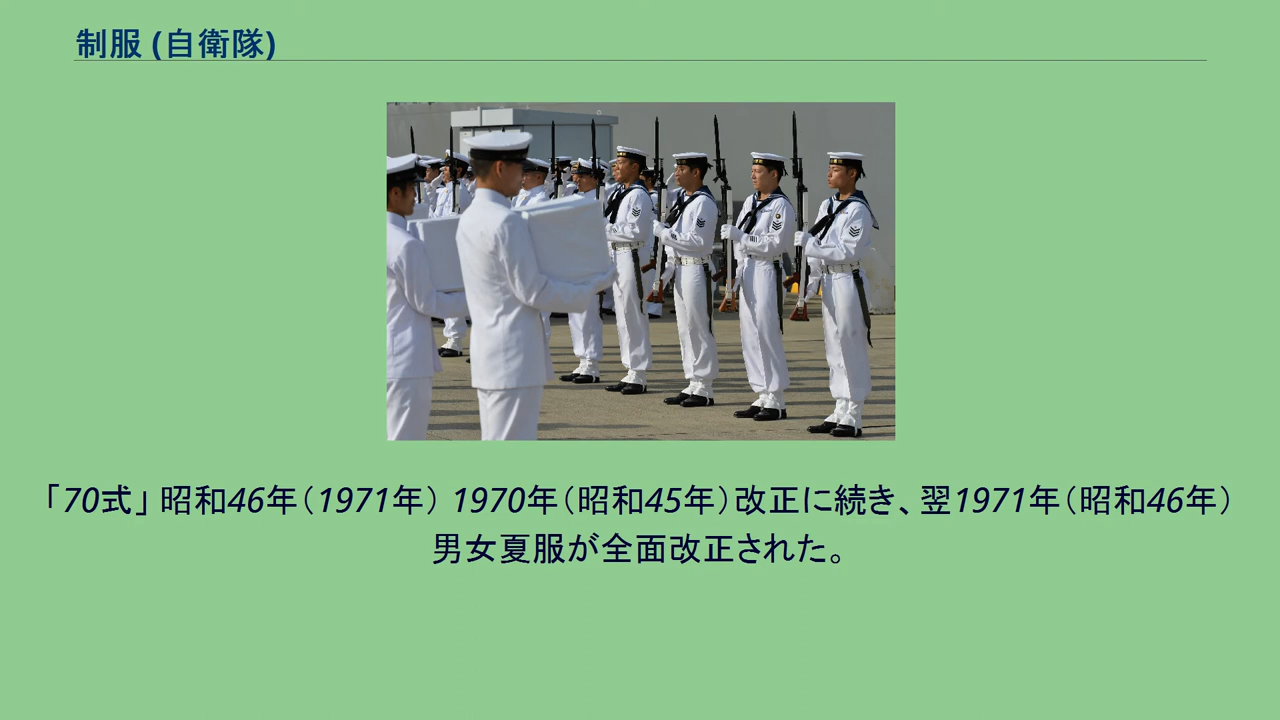 制服 (自衛隊)
「70式」 昭和46年（1971年） 1970年（昭和45年）改正に続き、翌1971年（昭和46年）
男女夏服が全面改正された。